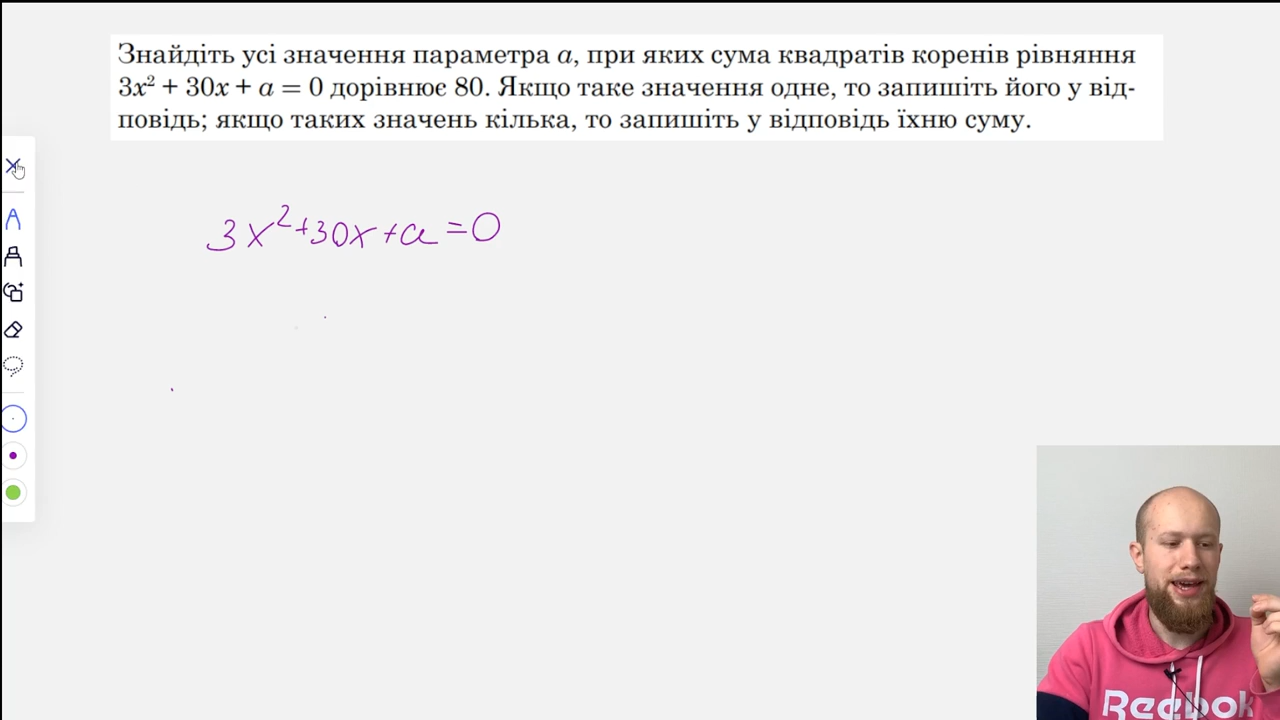 Знайдіть усі значення параметра a, при яких сума квадратів коренів рівняння
3x² + 30x + a = 0 дорівнює 80. Якщо таке значення одне, то запишіть його у від-
повідь; якщо таких значень кілька, то запишіть у відповідь їхню суму.
3x²+30x+a=0
Reebok